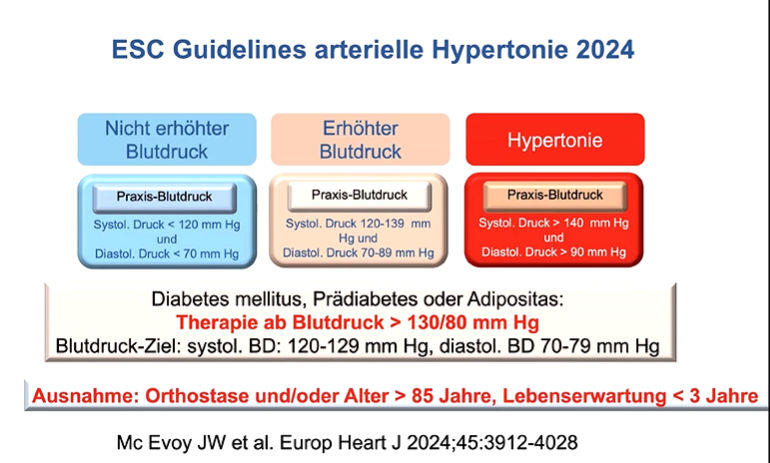 ESC Guidelines arterielle Hypertonie 2024
Nicht erhöhter
Blutdruck
Praxis-Blutdruck
Systol. Druck < 120 mm Hg
und
Diastol. Druck < 70 mm Hg
Erhöhter
Blutdruck
Praxis-Blutdruck
Systol. Druck 120-139 mm
Hg und
Diastol. Druck 70-89 mm Hg
Hypertonie
Praxis-Blutdruck
Systol. Druck > 140 mm Hg
und
Diastol. Druck > 90 mm Hg
Diabetes mellitus, Prädiabetes oder Adipositas:
Therapie ab Blutdruck > 130/80 mm Hg
Blutdruck-Ziel: systol. BD: 120-129 mm Hg, diastol. BD 70-79 mm Hg
Ausnahme: Orthostase und/oder Alter > 85 Jahre, Lebenserwartung < 3 Jahre
Mc Evoy JW et al. Europ Heart J 2024;45:3912-4028